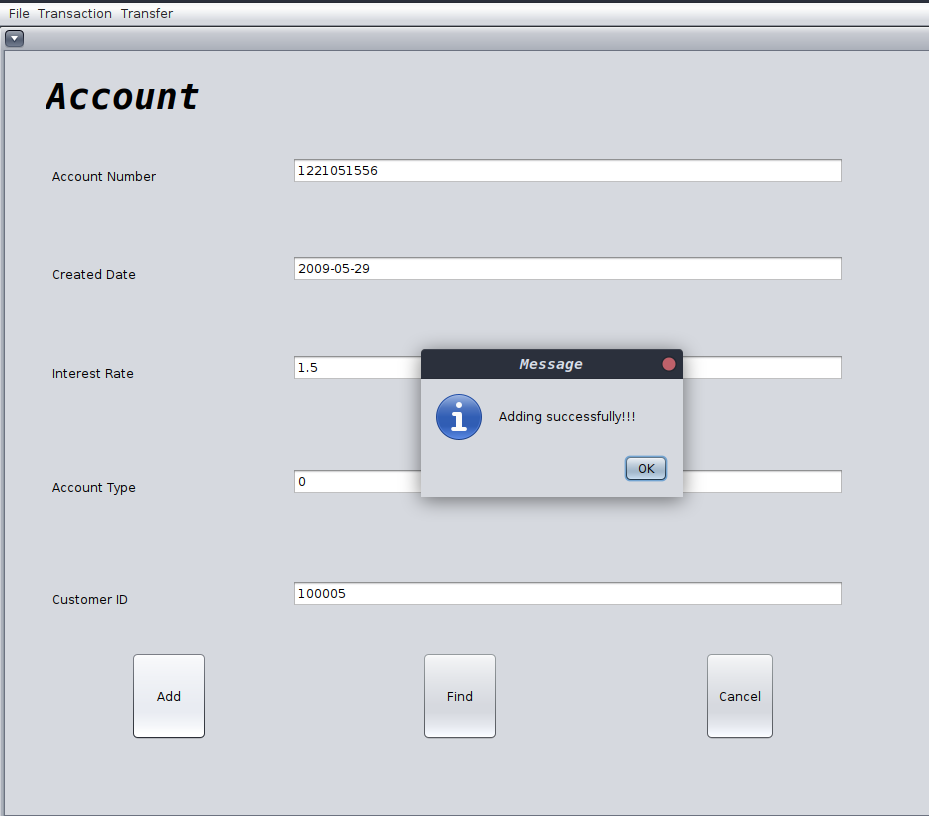 File Transaction Transfer
Account
Account Number 1221051556
Created Date 2009-05-29
Interest Rate 1.5
Message
Adding successfully!!!
OK
Account Type 0
Customer ID 100005
Add Find Cancel